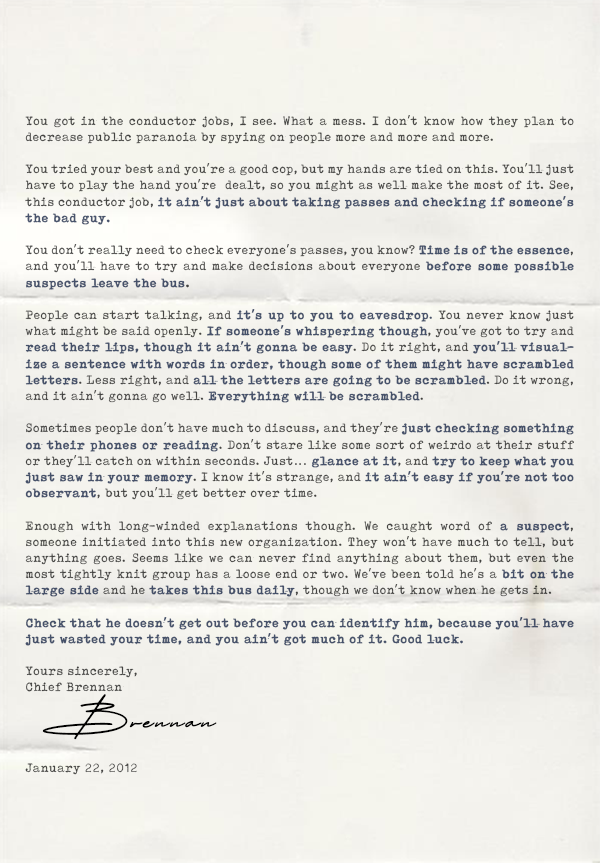 You got in the conductor jobs, I see. What a mess. I don't know how they plan to
decrease public paranoia by spying on people more and more and more.
You tried your best and you're a good cop, but my hands are tied on this. You'll just
have to play the hand you're dealt, so you might as well make the most of it. See,
this conductor job, it ain't just about taking passes and checking if someone's
the bad guy.
You don't really need to check everyone's passes, you know? Time is of the essence,
and you'll have to try and make decisions about everyone before some possible
suspects leave the bus.
People can start talking, and it's up to you to eavesdrop. You never know just
what might be said openly. If someone's whispering though, you've got to try and
read their lips, though it ain't gonna be easy. Do it right, and you'll visual-
ize a sentence with words in order, though some of them might have scrambled
letters. Less right, and all the letters are going to be scrambled. Do it wrong,
and it ain't gonna go well. Everything will be scrambled.
Sometimes people don't have much to discuss, and they're just checking something
on their phones or reading. Don't stare like some sort of weirdo at their stuff
or they'll catch on within seconds. Just... glance at it, and try to keep what you
just saw in your memory. I know it's strange, and it ain't easy if you're not too
observant, but you'll get better over time.
Enough with long-winded explanations though. We caught word of a suspect,
someone initiated into this new organization. They won't have much to tell, but
anything goes. Seems like we can never find anything about them, but even the
most tightly knit group has a loose end or two. We've been told he's a bit on the
large side and he takes this bus daily, though we don't know when he gets in.
Check that he doesn't get out before you can identify him, because you'll have
just wasted your time, and you ain't got much of it. Good luck.
Yours sincerely,
Chief Brennan
Brennan
January 22, 2012